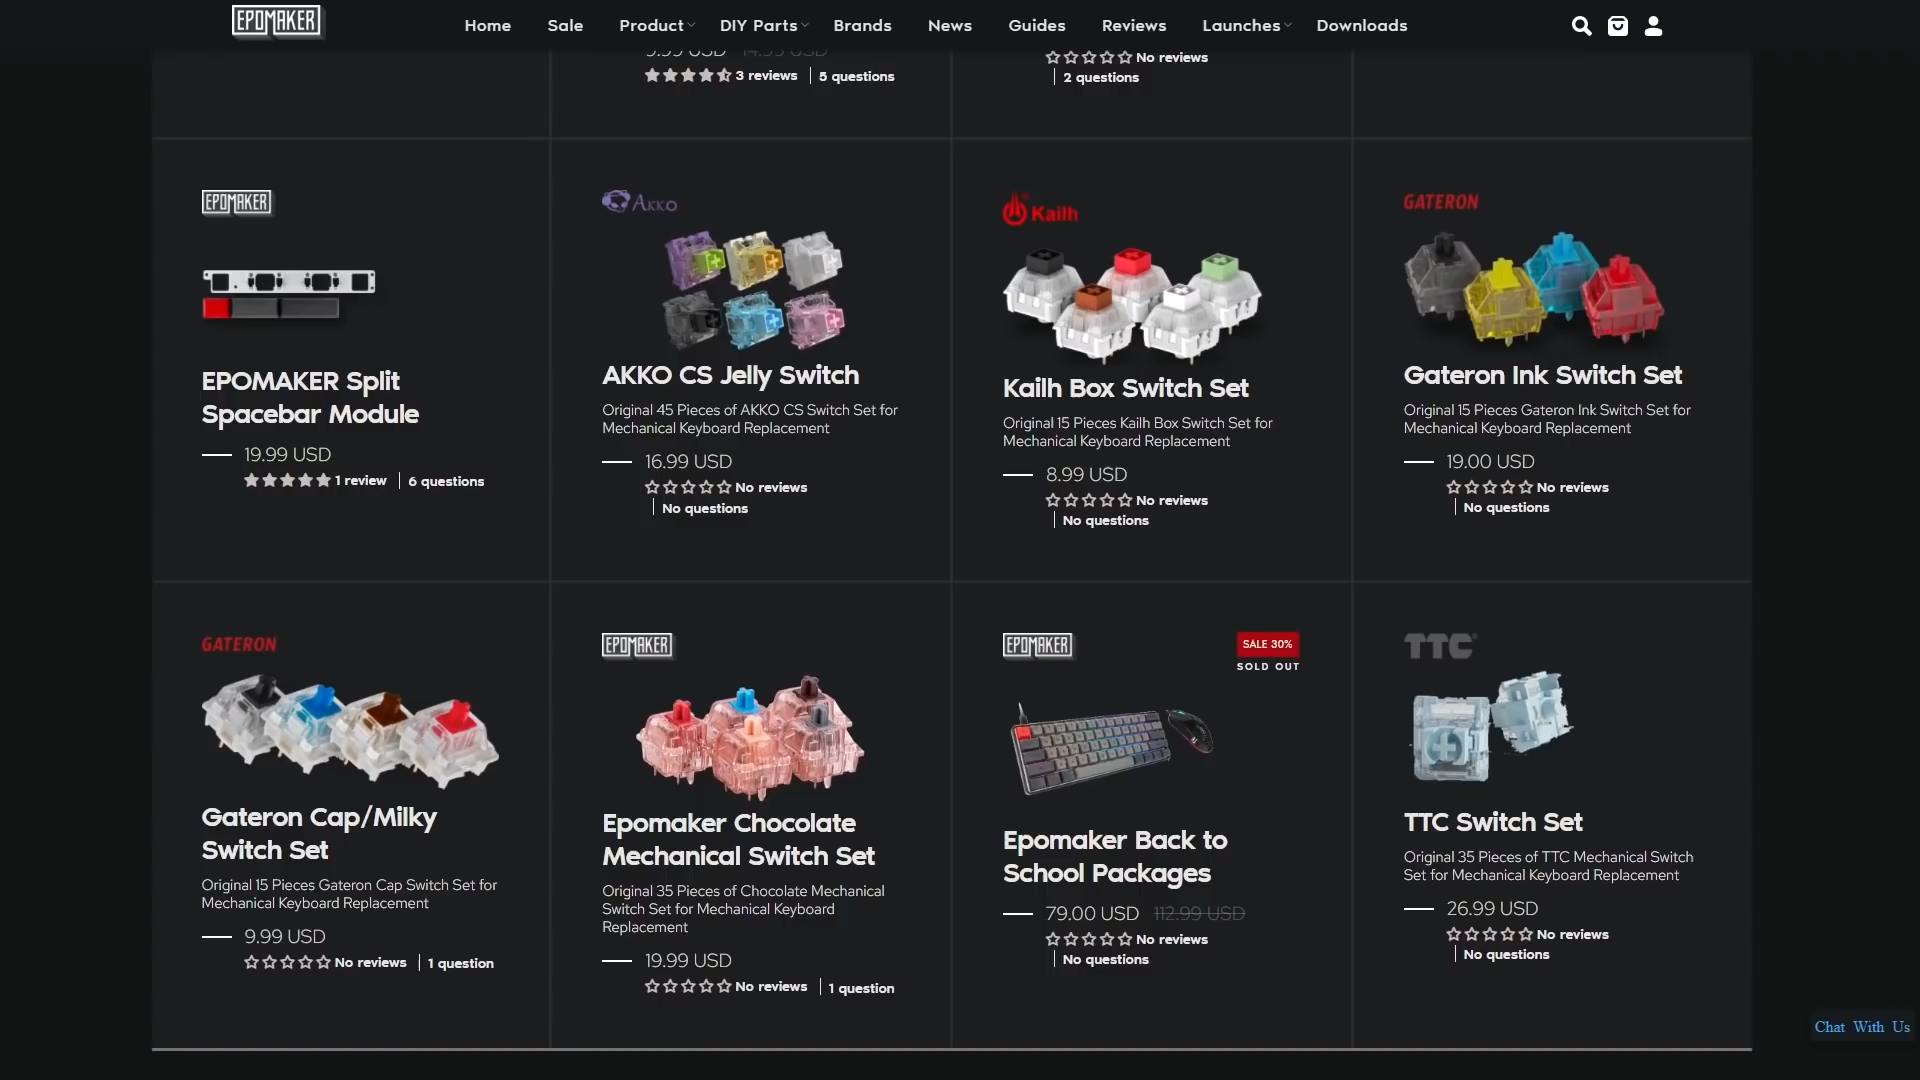 EPOMAKER
Home Sale Product DIY Parts Brands News Guides Reviews Launches Downloads
9.99 USD 14.99 USD
3 reviews 5 questions
No reviews
2 questions
EPOMAKER
EPOMAKER Split
Spacebar Module
19.99 USD
1 review 6 questions
AKKO
AKKO CS Jelly Switch
Original 45 Pieces of AKKO CS Switch Set for
Mechanical Keyboard Replacement
16.99 USD
No reviews
No questions
Kailh
Kailh Box Switch Set
Original 15 Pieces Kailh Box Switch Set for
Mechanical Keyboard Replacement
8.99 USD
No reviews
No questions
GATERON
Gateron Ink Switch Set
Original 15 Pieces Gateron Ink Switch Set for
Mechanical Keyboard Replacement
19.00 USD
No reviews
No questions
GATERON
Gateron Cap/Milky
Switch Set
Original 15 Pieces Gateron Cap Switch Set for
Mechanical Keyboard Replacement
9.99 USD
No reviews 1 question
EPOMAKER
Epomaker Chocolate
Mechanical Switch Set
Original 35 Pieces of Chocolate Mechanical
Switch Set for Mechanical Keyboard
Replacement
19.99 USD
No reviews 1 question
EPOMAKER
SALE 30%
SOLD OUT
Epomaker Back to
School Packages
79.00 USD 112.99 USD
No reviews
No questions
TTC
TTC Switch Set
Original 35 Pieces of TTC Mechanical Switch
Set for Mechanical Keyboard Replacement
26.99 USD
No reviews
No questions
Chat With Us